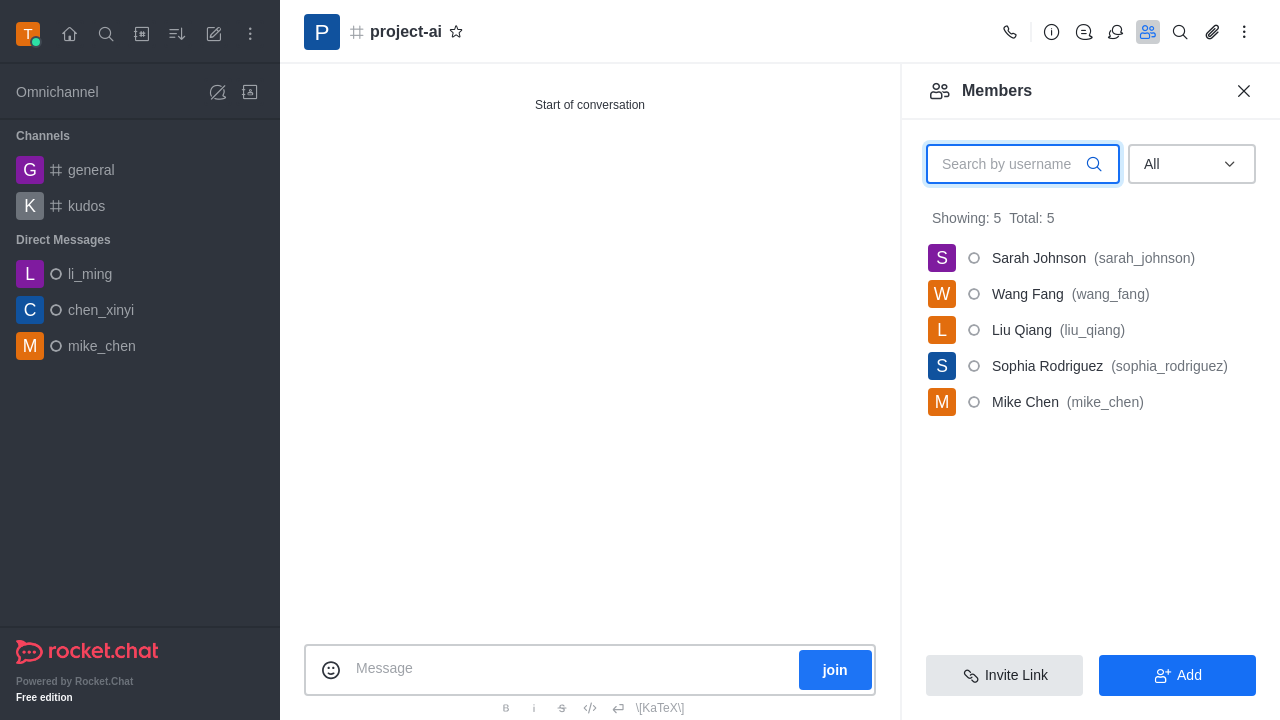 T
Omnichannel
Channels
G general
K kudos
Direct Messages
L li_ming
C chen_xinyi
M mike_chen
rocket.chat
Powered by Rocket.Chat
Free edition
P project-ai
Start of conversation
Message
join
B i S </> \[KaTeX\]
Members
Search by username
All
Showing: 5 Total: 5
S Sarah Johnson (sarah_johnson)
W Wang Fang (wang_fang)
L Liu Qiang (liu_qiang)
S Sophia Rodriguez (sophia_rodriguez)
M Mike Chen (mike_chen)
Invite Link
Add